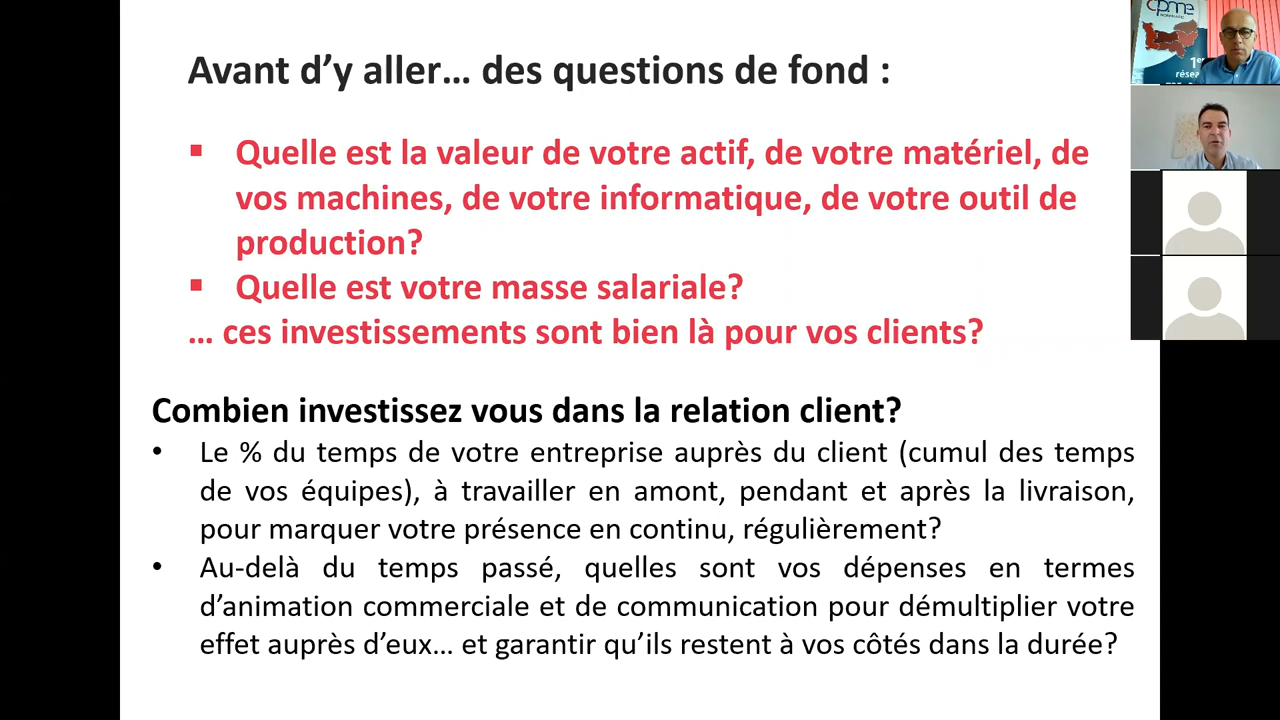 Avant d’y aller… des questions de fond :
▪ Quelle est la valeur de votre actif, de votre matériel, de
vos machines, de votre informatique, de votre outil de
production?
▪ Quelle est votre masse salariale?
… ces investissements sont bien là pour vos clients?
Combien investissez vous dans la relation client?
• Le % du temps de votre entreprise auprès du client (cumul des temps
de vos équipes), à travailler en amont, pendant et après la livraison,
pour marquer votre présence en continu, régulièrement?
• Au-delà du temps passé, quelles sont vos dépenses en termes
d’animation commerciale et de communication pour démultiplier votre
effet auprès d’eux… et garantir qu’ils restent à vos côtés dans la durée?
cpme
1er